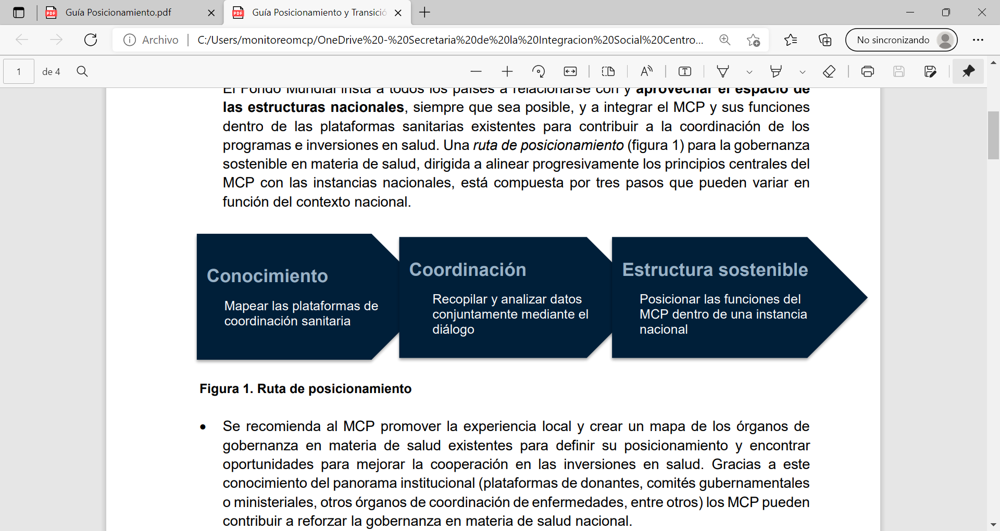 Guía Posicionamiento.pdf
Guía Posicionamiento y Transició
Archivo
C:/Users/monitoreomcp/OneDrive%20-%20Secretaria%20de%20la%20Integracion%20Social%20Centro...
No sincronizando
1
de 4
El Fondo Mundial insta a todos los países a relacionarse con y aprovechar el espacio de
las estructuras nacionales, siempre que sea posible, y a integrar el MCP y sus funciones
dentro de las plataformas sanitarias existentes para contribuir a la coordinación de los
programas e inversiones en salud. Una ruta de posicionamiento (figura 1) para la gobernanza
sostenible en materia de salud, dirigida a alinear progresivamente los principios centrales del
MCP con las instancias nacionales, está compuesta por tres pasos que pueden variar en
función del contexto nacional.
Conocimiento
Mapear las plataformas de
coordinación sanitaria
Coordinación
Recopilar y analizar datos
conjuntamente mediante el
diálogo
Estructura sostenible
Posicionar las funciones del
MCP dentro de una instancia
nacional
Figura 1. Ruta de posicionamiento
• Se recomienda al MCP promover la experiencia local y crear un mapa de los órganos de
gobernanza en materia de salud existentes para definir su posicionamiento y encontrar
oportunidades para mejorar la cooperación en las inversiones en salud. Gracias a este
conocimiento del panorama institucional (plataformas de donantes, comités gubernamentales
o ministeriales, otros órganos de coordinación de enfermedades, entre otros) los MCP pueden
contribuir a reforzar la gobernanza en materia de salud nacional.